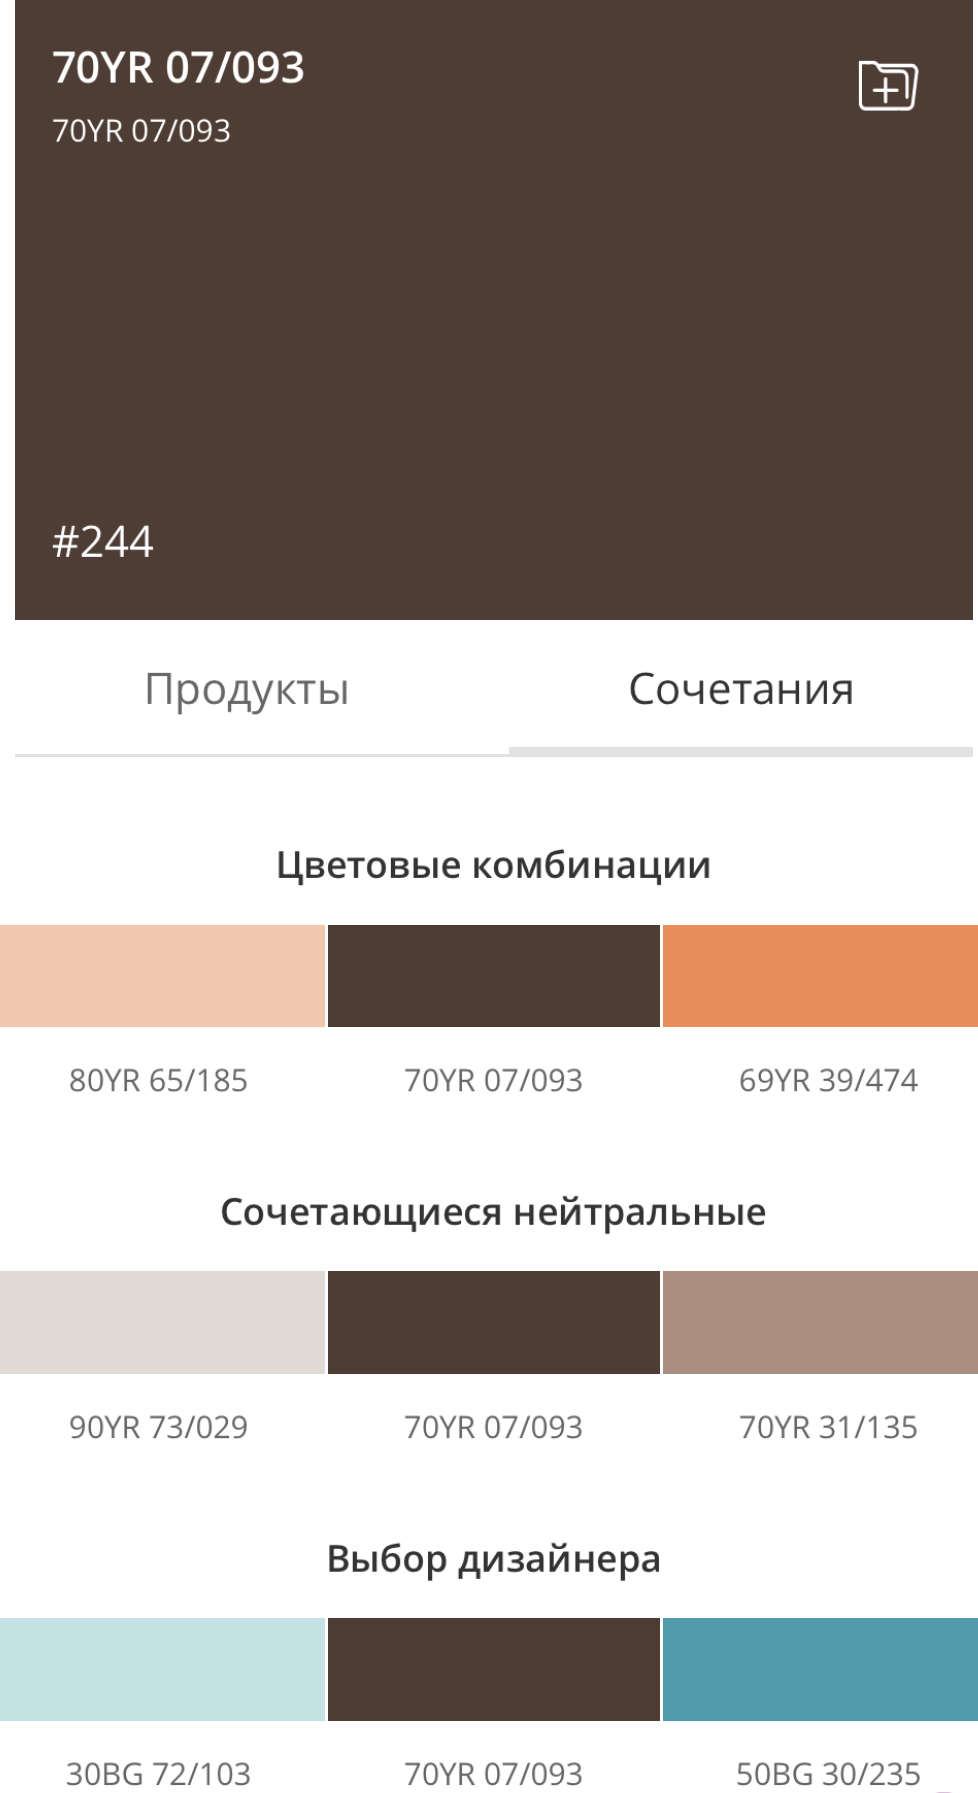 70YR 07/093
70YR 07/093
#244
Продукты Сочетания
Цветовые комбинации
80YR 65/185 70YR 07/093 69YR 39/474
Сочетающиеся нейтральные
90YR 73/029 70YR 07/093 70YR 31/135
Выбор дизайнера
30BG 72/103 70YR 07/093 50BG 30/235